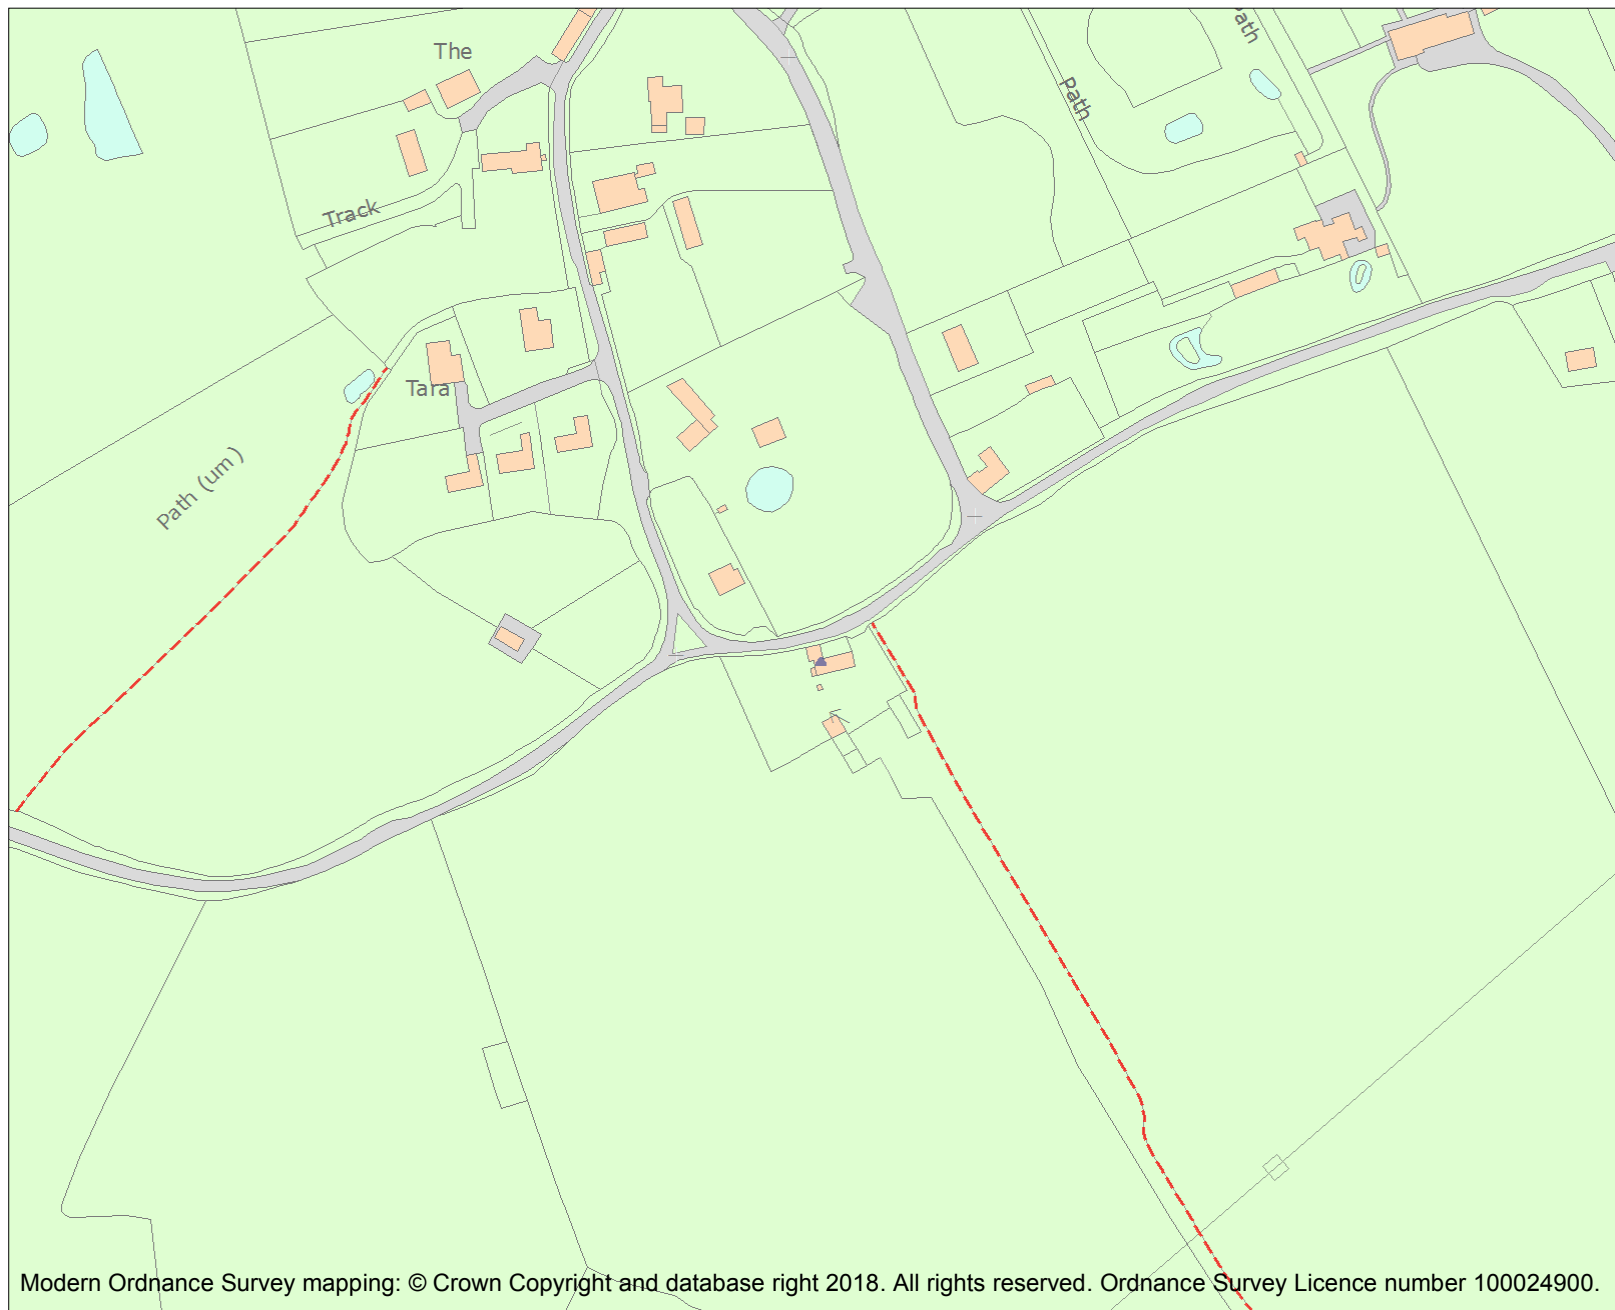 The
Path
Path
Track
Tara
Path (um )
Modern Ordnance Survey mapping: © Crown Copyright and database right 2018. All rights reserved. Ordnance Survey Licence number 100024900.